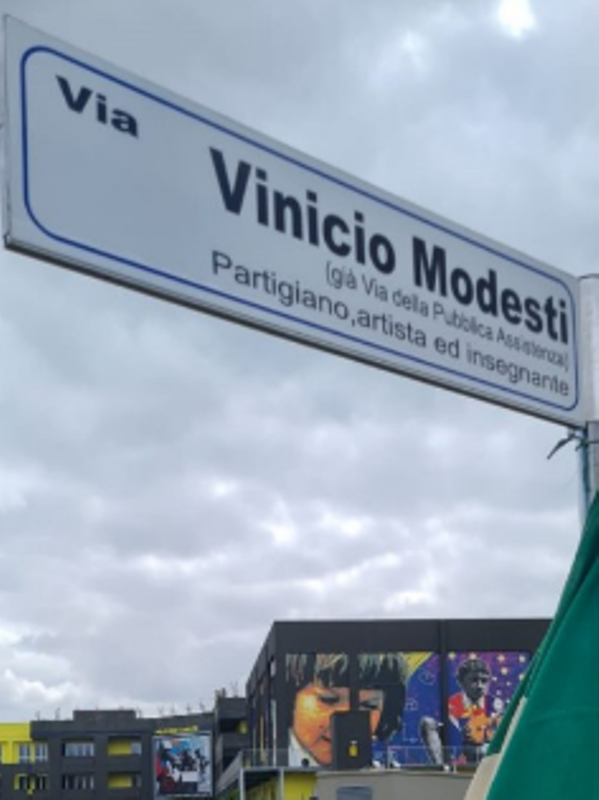 Via
Vinicio Modesti
(già Via della Pubblica Assistenza)
Partigiano,artista ed insegnante